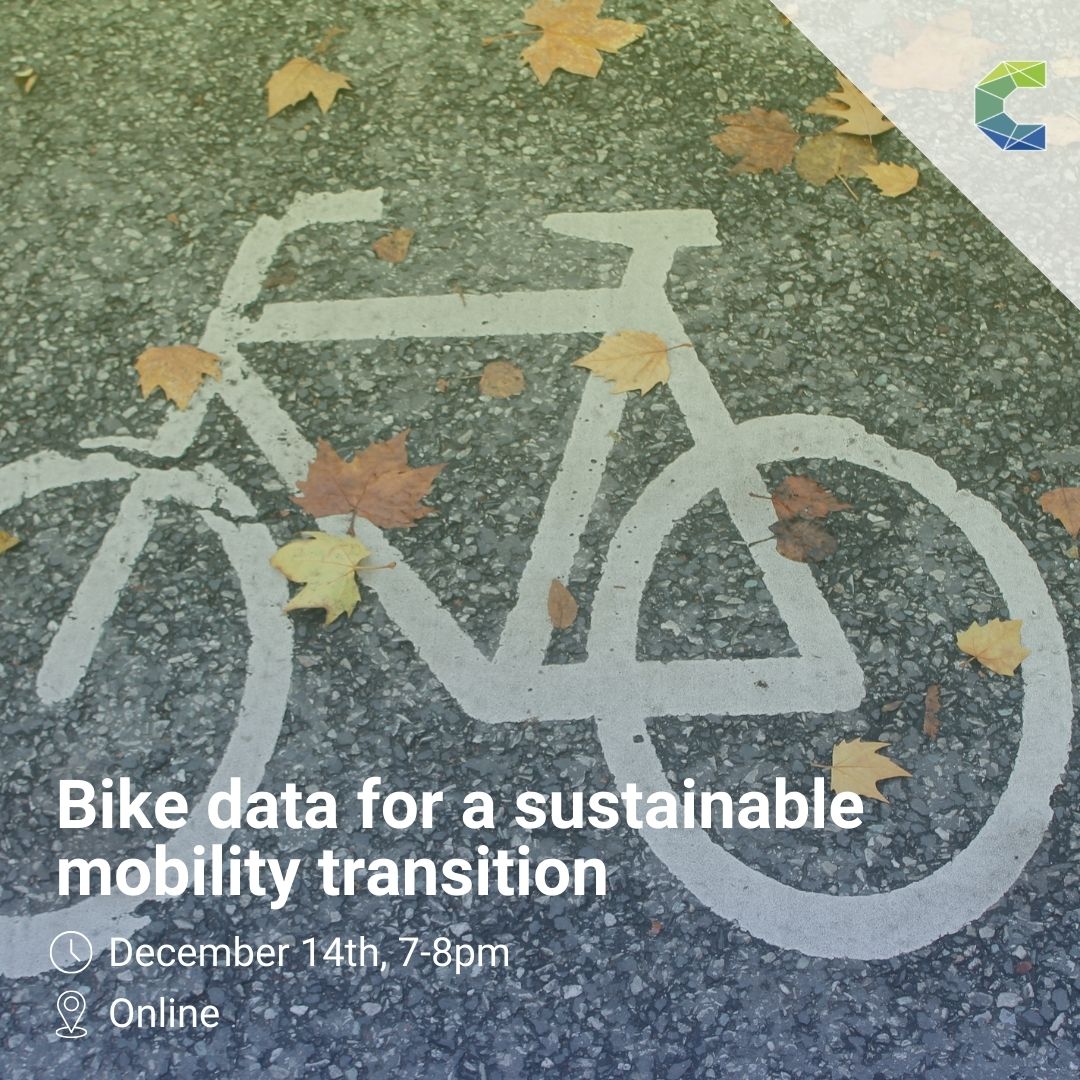 Bike data for a sustainable
mobility transition
December 14th, 7-8pm
Online